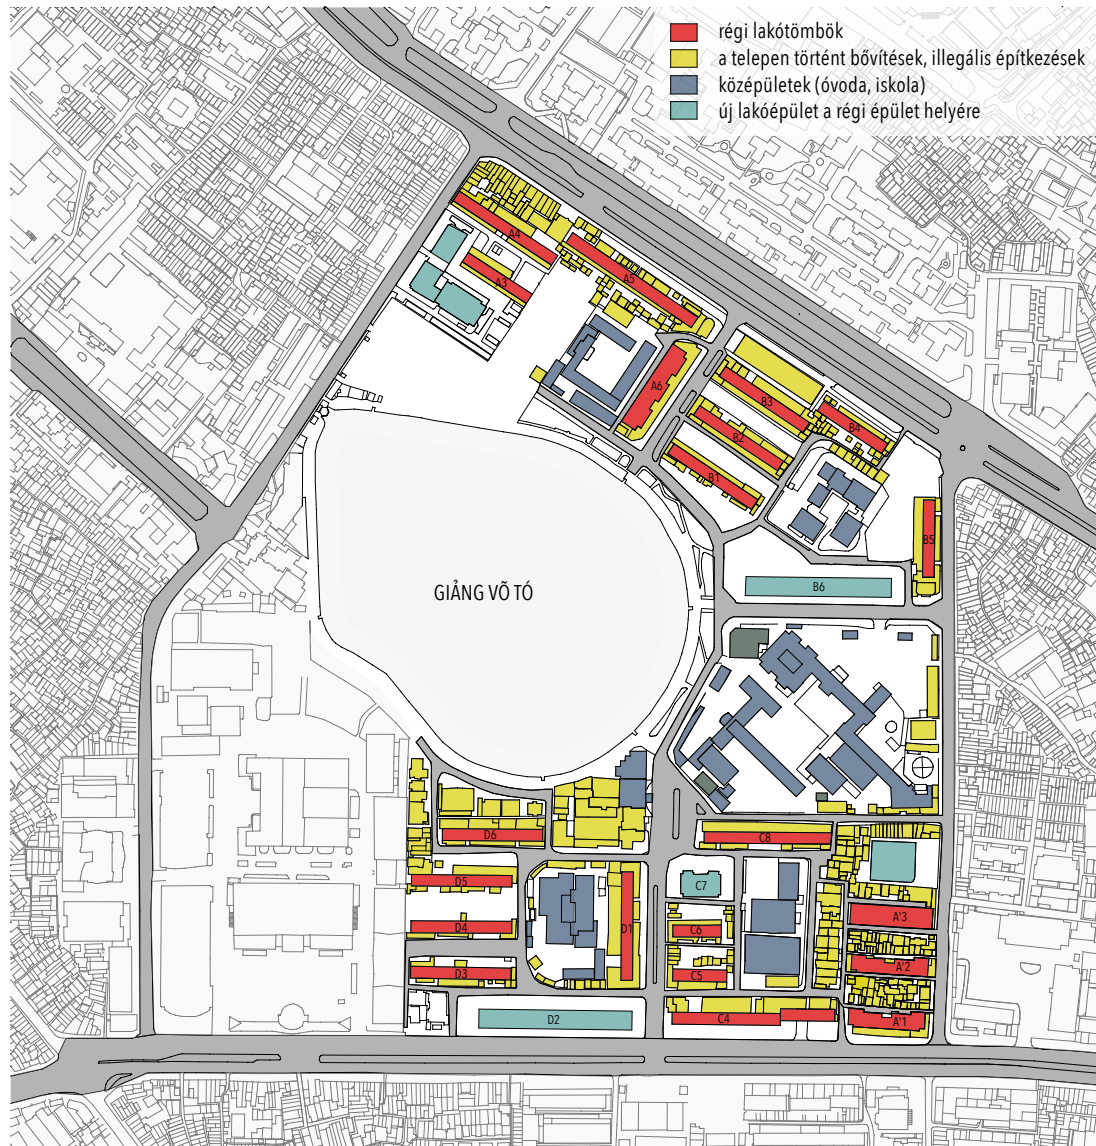 régi lakótömbök
a telepen történt bővítések, illegális építkezések
középületek (óvoda, iskola)
új lakóépület a régi épület helyére
A4
A3
A5
A6
B3
B4
B2
B1
B5
B6
GIẢNG VÕ TÓ
D6
C8
D5
C7
A'3
D4
D1
C6
A'2
D3
C5
D2
C4
A'1